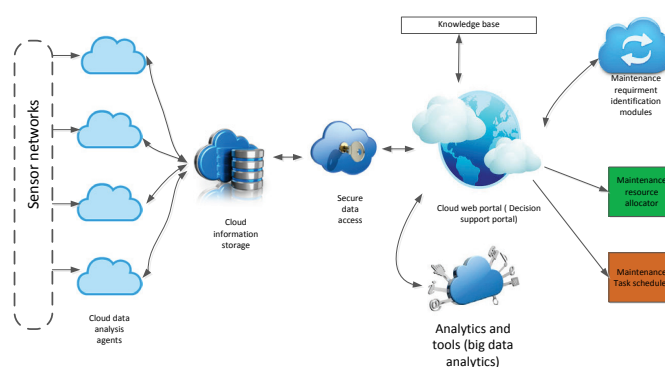 Sensor networks
Cloud data
analysis
agents
Cloud
information
storage
Secure
data
access
Knowledge base
Cloud web portal ( Decision
support portal)
Analytics and
tools (big data
analytics)
Maintenance
requirment
identification
modules
Maintenance
resource
allocator
Maintenance
Task schedule